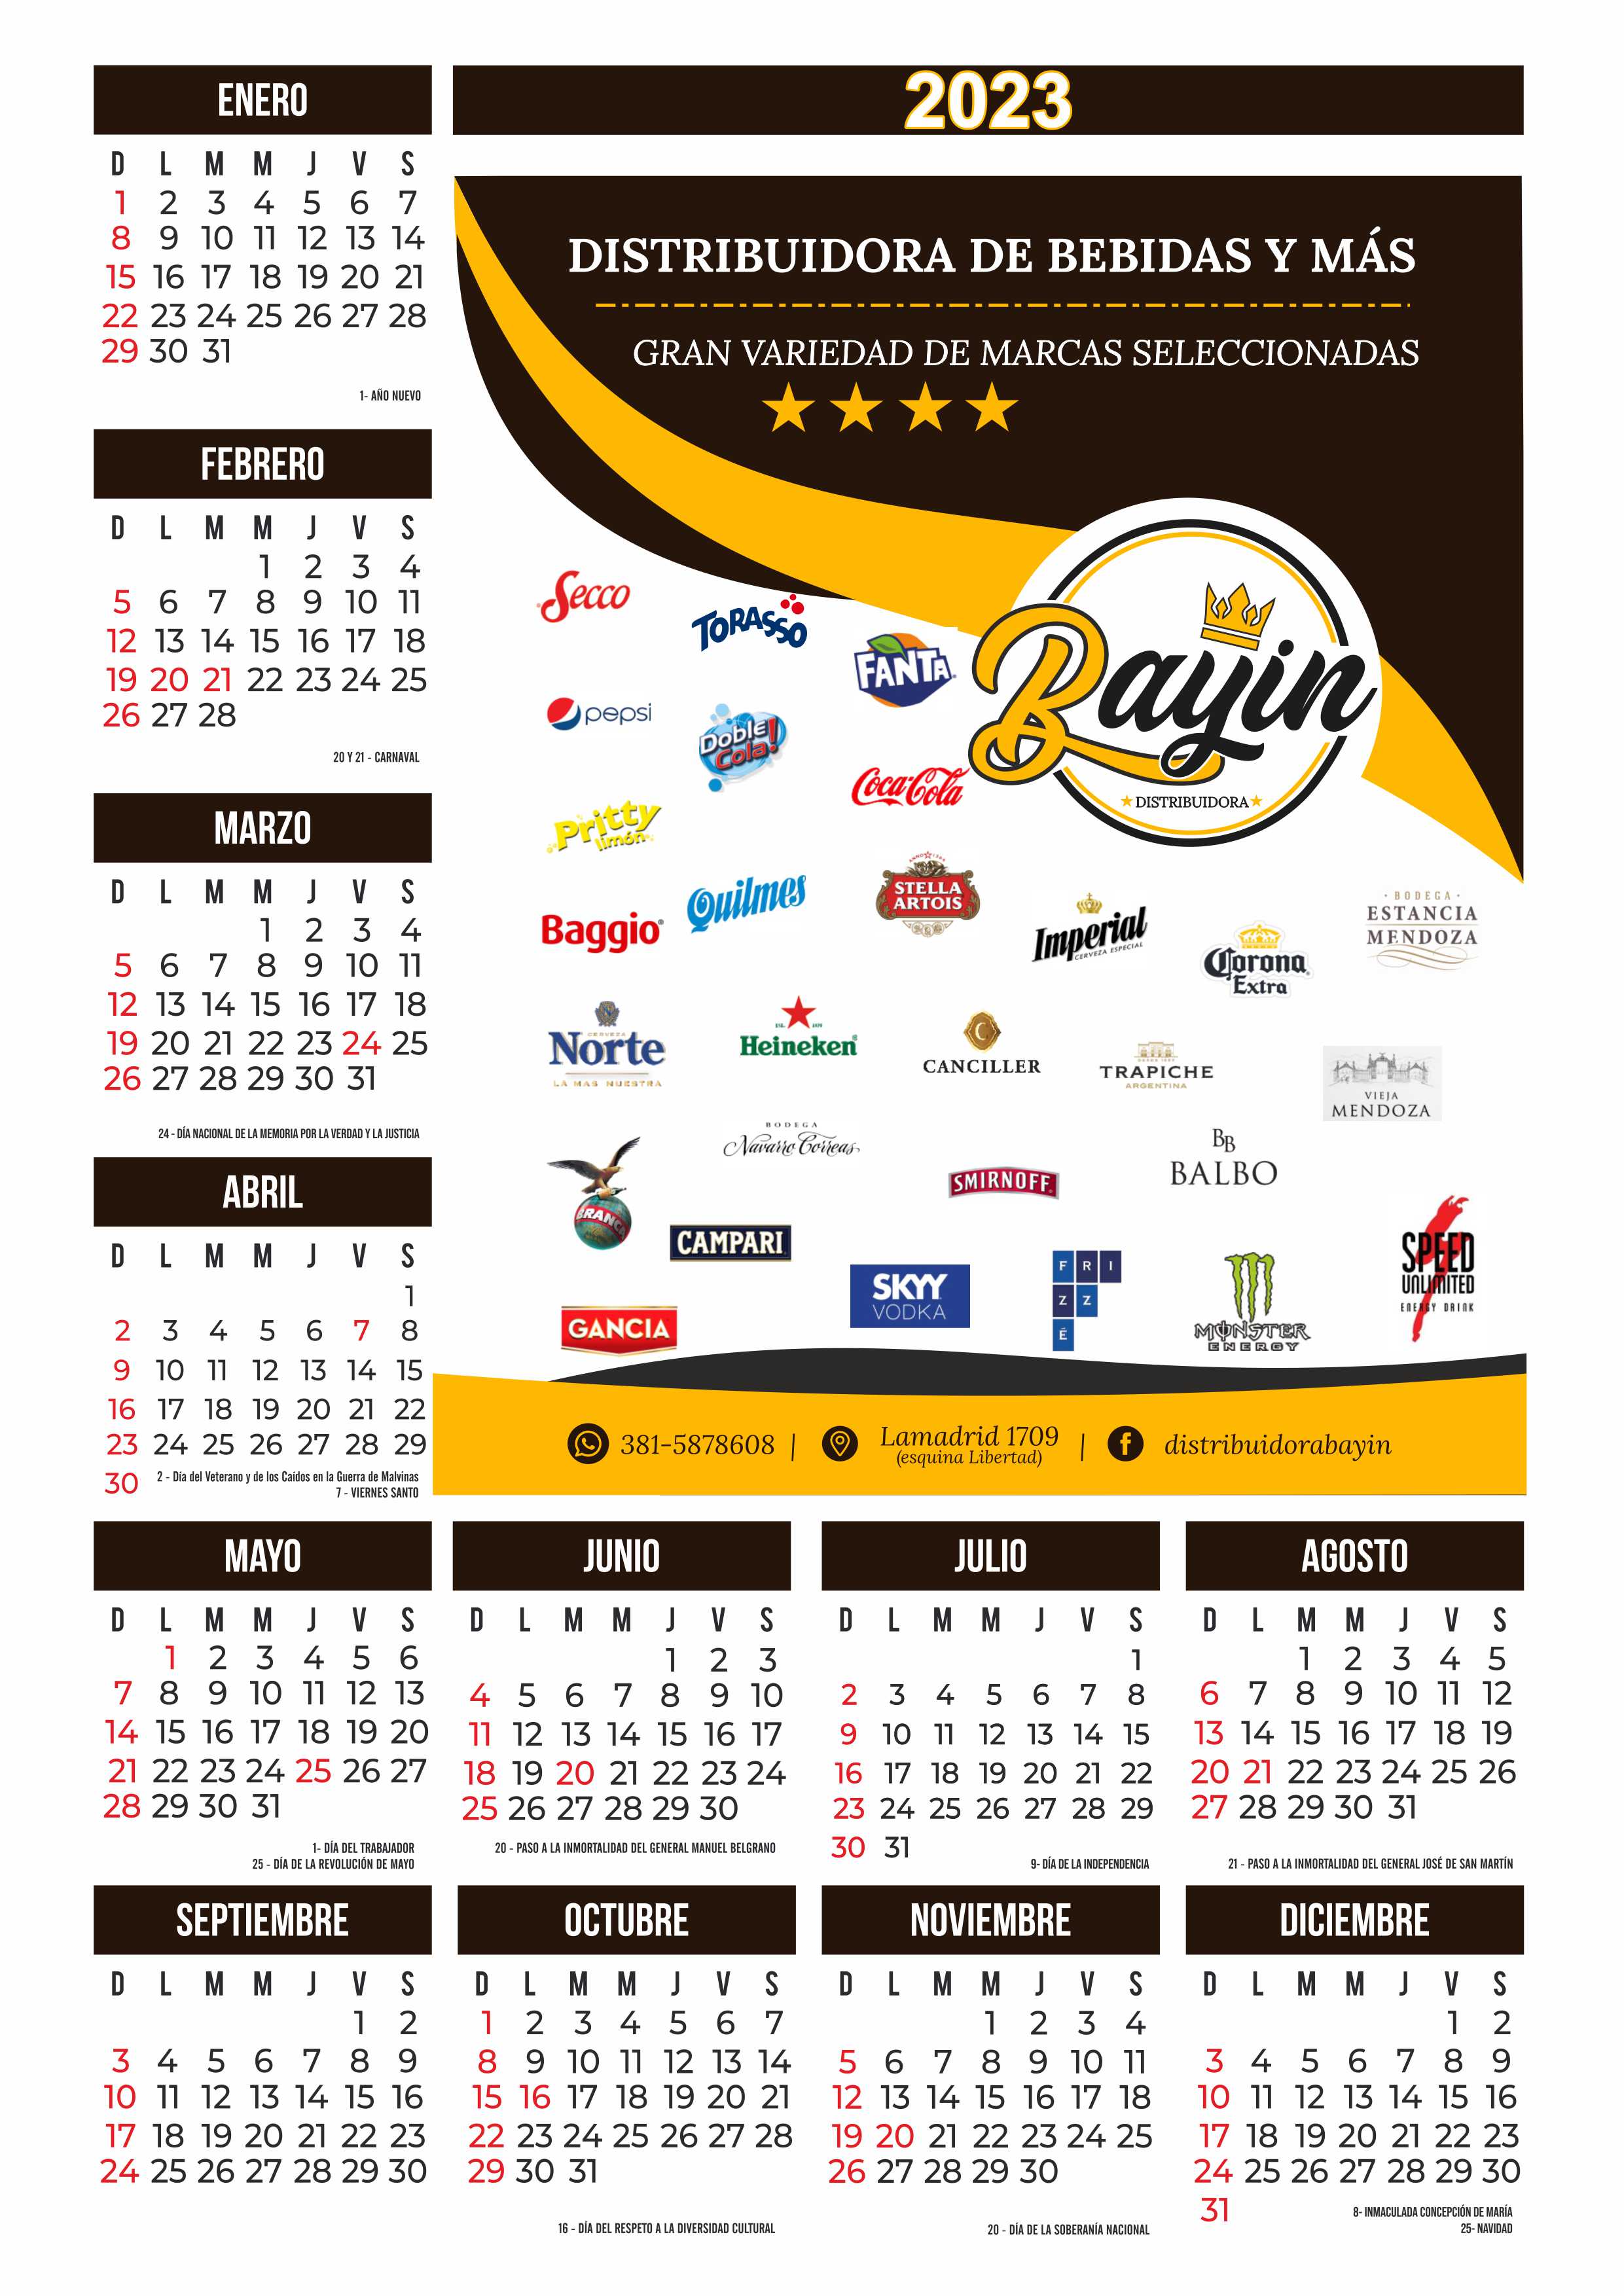 ENERO
D L M M J V S
1 2 3 4 5 6 7
8 9 10 11 12 13 14
15 16 17 18 19 20 21
22 23 24 25 26 27 28
29 30 31
1- AÑO NUEVO
FEBRERO
D L M M J V S
1 2 3 4
5 6 7 8 9 10 11
12 13 14 15 16 17 18
19 20 21 22 23 24 25
26 27 28
20 Y 21 - CARNAVAL
MARZO
D L M M J V S
1 2 3 4
5 6 7 8 9 10 11
12 13 14 15 16 17 18
19 20 21 22 23 24 25
26 27 28 29 30 31
24 - DÍA NACIONAL DE LA MEMORIA POR LA VERDAD Y LA JUSTICIA
ABRIL
D L M M J V S
1
2 3 4 5 6 7 8
9 10 11 12 13 14 15
16 17 18 19 20 21 22
23 24 25 26 27 28 29
30
2 - Día del Veterano y de los Caídos en la Guerra de Malvinas
7 - VIERNES SANTO
2023
DISTRIBUIDORA DE BEBIDAS Y MÁS
GRAN VARIEDAD DE MARCAS SELECCIONADAS
Bayin
DISTRIBUIDORA
Secco
TORASSO
FANTA
pepsi
Doble
Cola!
Coca-Cola
Pritty
limón
Baggio
Quilmes
STELLA
ARTOIS
Imperial
CERVEZA ESPECIAL
Corona
Extra
· BODEGA ·
ESTANCIA
MENDOZA
CERVEZA
Norte
LA MAS NUESTRA
Heineken
C
CANCILLER
TRAPICHE
ARGENTINA
VIEJA
MENDOZA
BODEGA
Navarro Correas
BB
BALBO
BRANCA
SMIRNOFF
CAMPARI
SKYY
VODKA
F R I
Z Z
É
MONSTER
ENERGY
SPEED
UNLIMITED
ENERGY DRINK
GANCIA
381-5878608 |
Lamadrid 1709
(esquina Libertad)
| distribuidorabayin
MAYO
D L M M J V S
1 2 3 4 5 6
7 8 9 10 11 12 13
14 15 16 17 18 19 20
21 22 23 24 25 26 27
28 29 30 31
1- DÍA DEL TRABAJADOR
25 - DÍA DE LA REVOLUCIÓN DE MAYO
JUNIO
D L M M J V S
1 2 3
4 5 6 7 8 9 10
11 12 13 14 15 16 17
18 19 20 21 22 23 24
25 26 27 28 29 30
20 - PASO A LA INMORTALIDAD DEL GENERAL MANUEL BELGRANO
JULIO
D L M M J V S
1
2 3 4 5 6 7 8
9 10 11 12 13 14 15
16 17 18 19 20 21 22
23 24 25 26 27 28 29
30 31
9- DÍA DE LA INDEPENDENCIA
AGOSTO
D L M M J V S
1 2 3 4 5
6 7 8 9 10 11 12
13 14 15 16 17 18 19
20 21 22 23 24 25 26
27 28 29 30 31
21 - PASO A LA INMORTALIDAD DEL GENERAL JOSÉ DE SAN MARTÍN
SEPTIEMBRE
D L M M J V S
1 2
3 4 5 6 7 8 9
10 11 12 13 14 15 16
17 18 19 20 21 22 23
24 25 26 27 28 29 30
OCTUBRE
D L M M J V S
1 2 3 4 5 6 7
8 9 10 11 12 13 14
15 16 17 18 19 20 21
22 23 24 25 26 27 28
29 30 31
16 - DÍA DEL RESPETO A LA DIVERSIDAD CULTURAL
NOVIEMBRE
D L M M J V S
1 2 3 4
5 6 7 8 9 10 11
12 13 14 15 16 17 18
19 20 21 22 23 24 25
26 27 28 29 30
20 - DÍA DE LA SOBERANÍA NACIONAL
DICIEMBRE
D L M M J V S
1 2
3 4 5 6 7 8 9
10 11 12 13 14 15 16
17 18 19 20 21 22 23
24 25 26 27 28 29 30
31
8- INMACULADA CONCEPCIÓN DE MARÍA
25- NAVIDAD